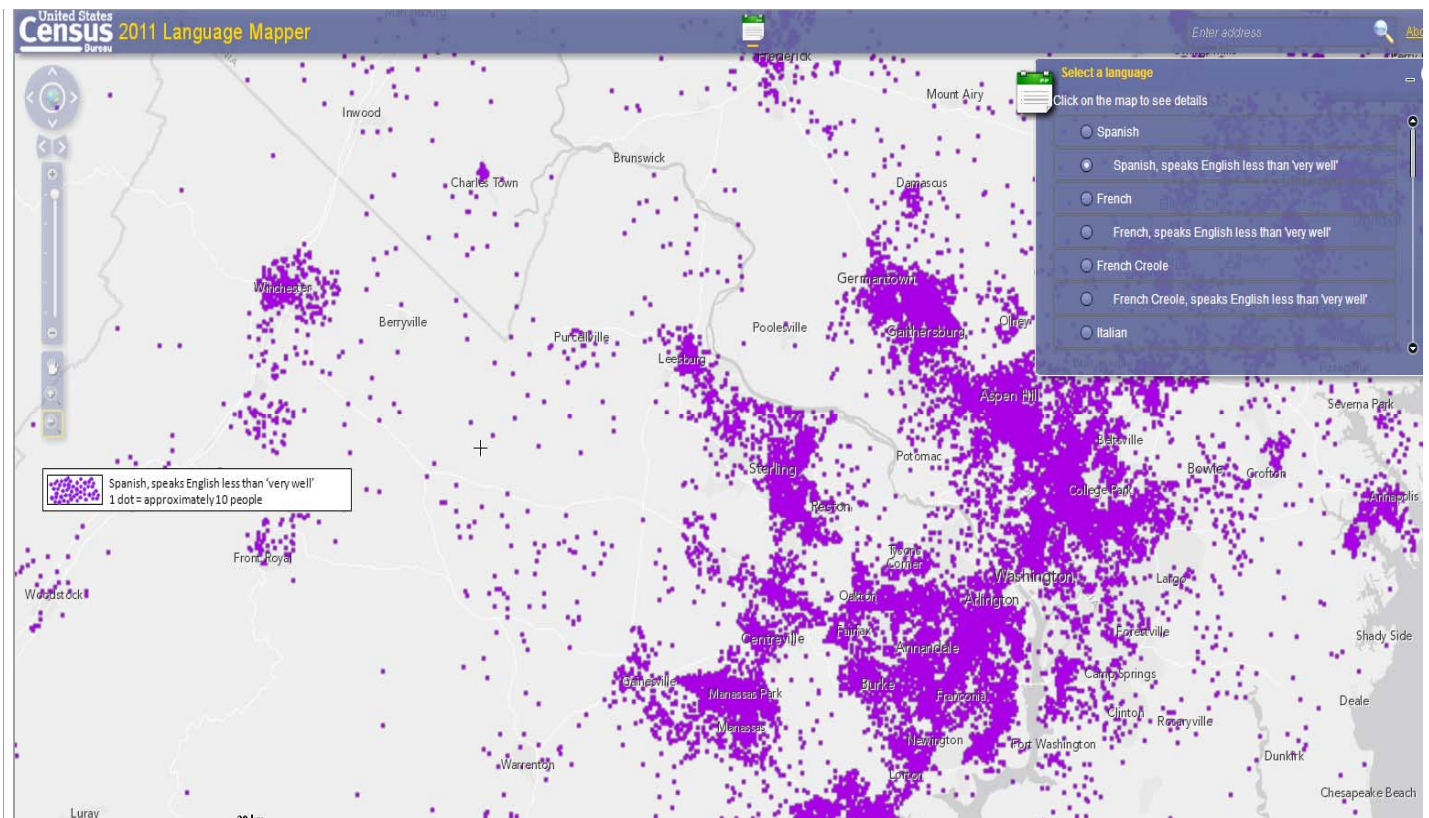 United States
Census
Bureau
2011 Language Mapper
Enter address
Select a language
Click on the map to see details
Spanish
Spanish, speaks English less than 'very well'
French
French, speaks English less than 'very well'
French Creole
French Creole, speaks English less than 'very well'
Italian
Frederick
Mount Airy
Inwood
Brunswick
Charles Town
Damascus
Winchester
Germantown
Berryville
Purcellville
Poolesville
Gaithersburg
Olney
Leesburg
Aspen Hill
Severna Park
Beltsville
Potomac
Sterling
Bowie
Crofton
Spanish, speaks English less than 'very well'
1 dot = approximately 10 people
College Park
Annapolis
Reston
Front Royal
Tysons
Corner
Washington
Largo
Woodstock
Oakton
Arlington
Fairfax
Forestville
Centreville
Annandale
Shady Side
Camp Springs
Gainesville
Manassas Park
Burke
Franconia
Deale
Clinton
Rosaryville
Manassas
Newington
Fort Washington
Dunkirk
Warrenton
Lorton
Chesapeake Beach
Luray